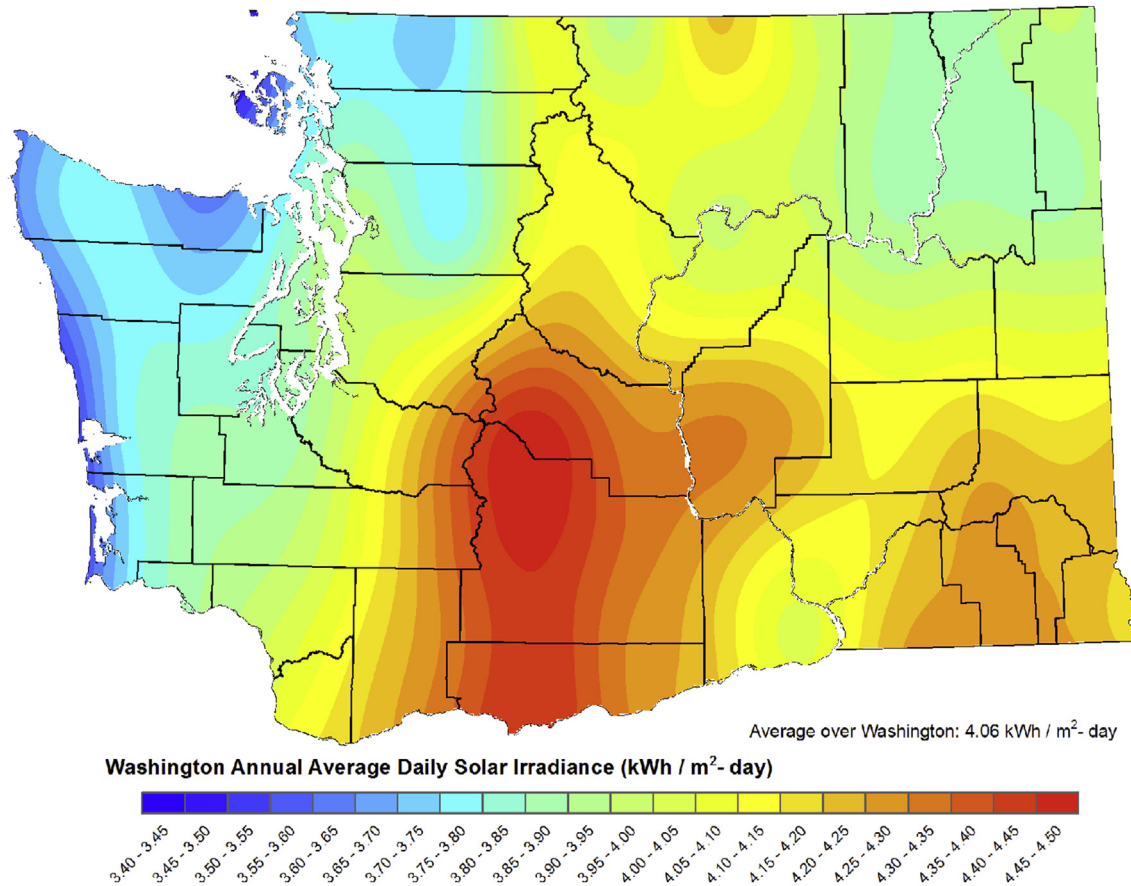 Average over Washington: 4.06 kWh / m²- day
Washington Annual Average Daily Solar Irradiance (kWh / m²- day)
3.40 - 3.45
3.45 - 3.50
3.50 - 3.55
3.55 - 3.60
3.60 - 3.65
3.65 - 3.70
3.70 - 3.75
3.75 - 3.80
3.80 - 3.85
3.85 - 3.90
3.90 - 3.95
3.95 - 4.00
4.00 - 4.05
4.05 - 4.10
4.10 - 4.15
4.15 - 4.20
4.20 - 4.25
4.25 - 4.30
4.30 - 4.35
4.35 - 4.40
4.40 - 4.45
4.45 - 4.50